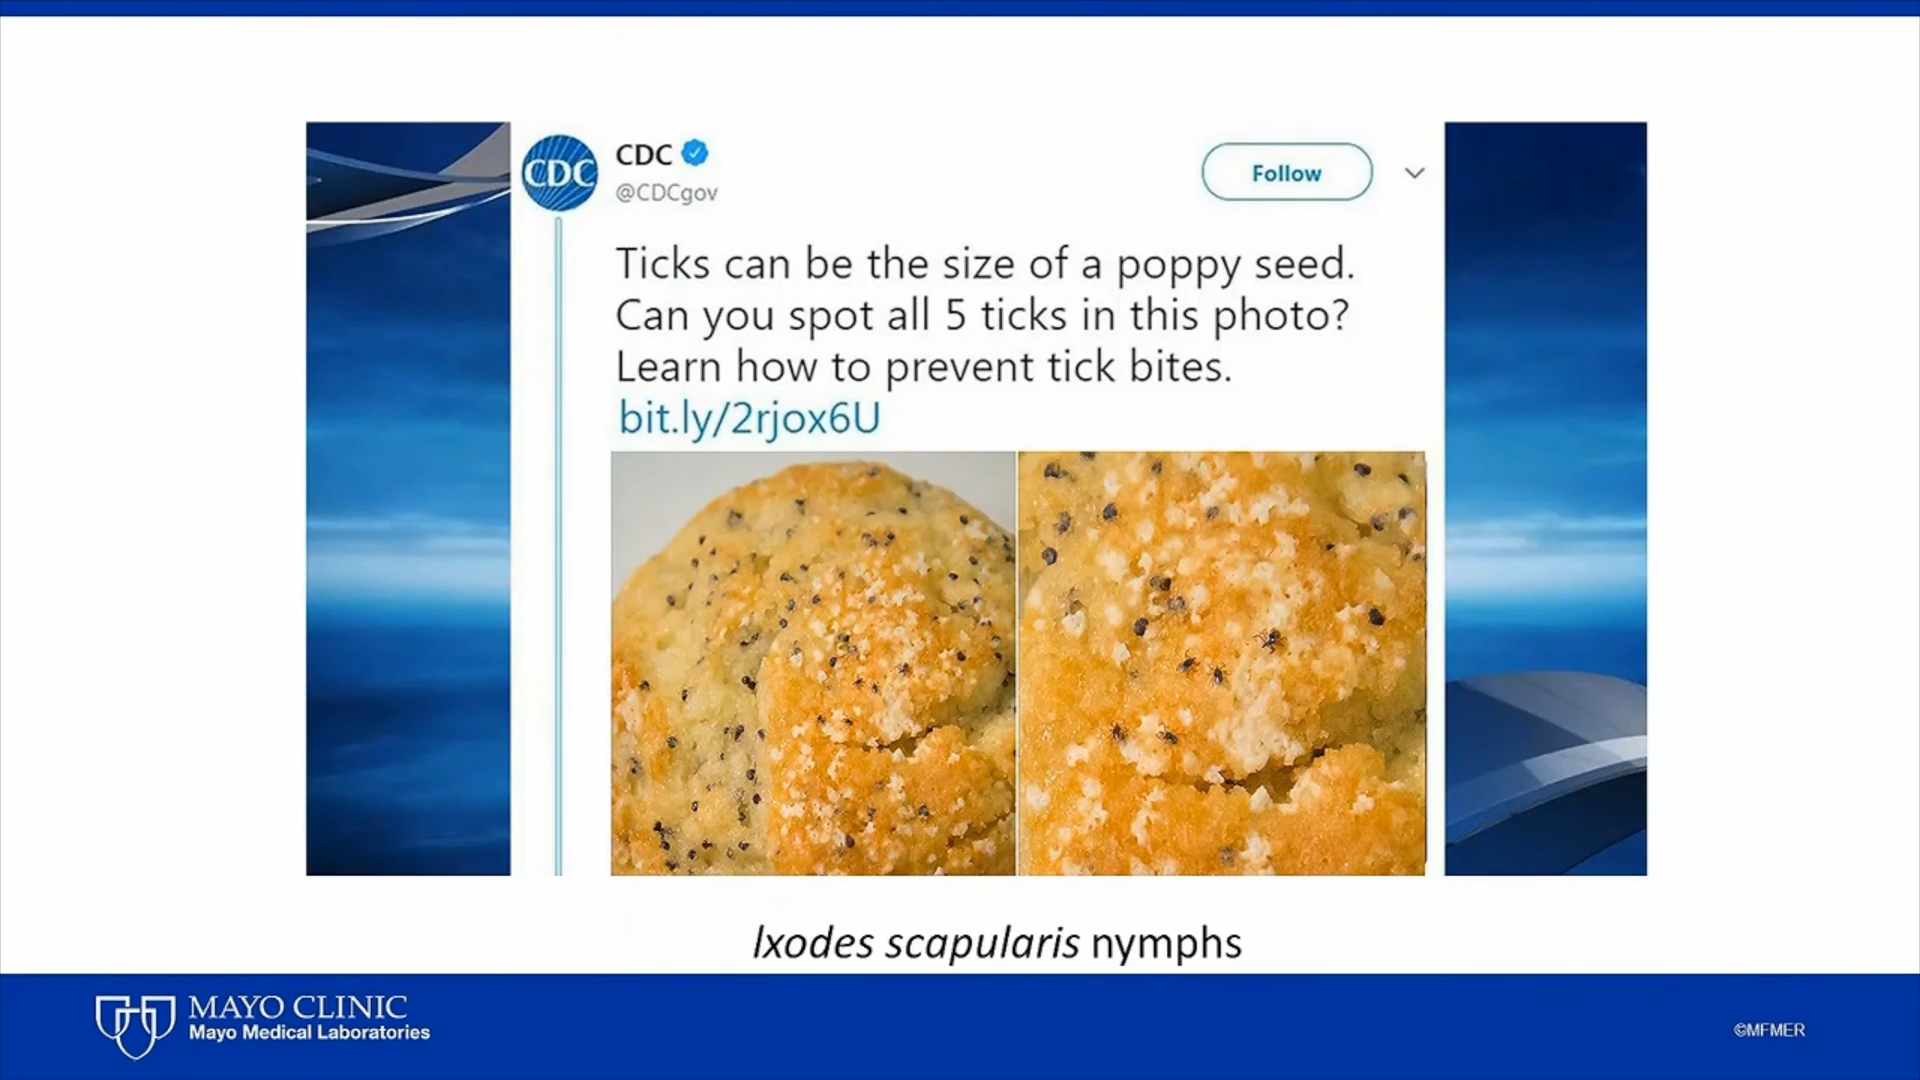 CDC
CDC
@CDCgov
Follow
Ticks can be the size of a poppy seed.
Can you spot all 5 ticks in this photo?
Learn how to prevent tick bites.
bit.ly/2rjox6U
Ixodes scapularis nymphs
MAYO CLINIC
Mayo Medical Laboratories
©MFMER